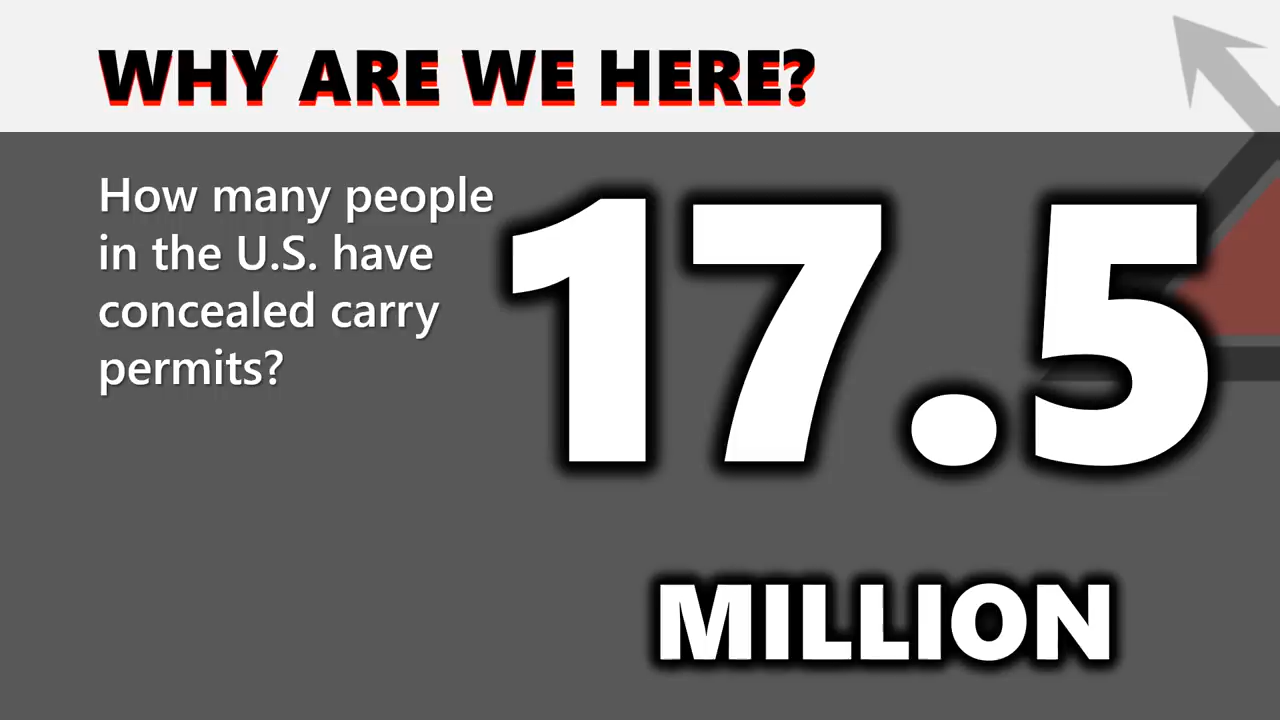 WHY ARE WE HERE?
How many people
in the U.S. have
concealed carry
permits?
17.5
MILLION